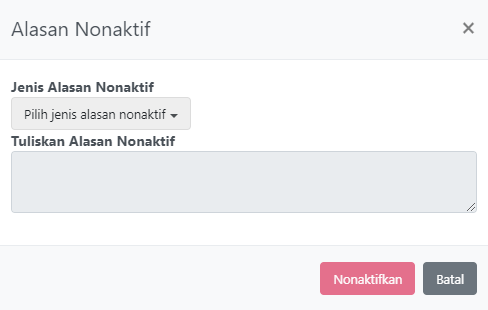 Alasan Nonaktif
×
Jenis Alasan Nonaktif
Pilih jenis alasan nonaktif
Tuliskan Alasan Nonaktif
Nonaktifkan Batal